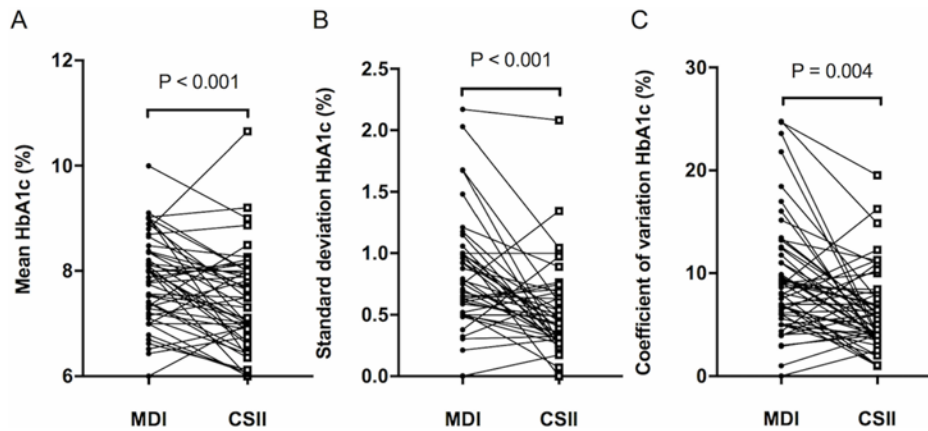 A
Mean HbA1c (%)
12
10
8
6
P < 0.001
MDI CSII
B
Standard deviation HbA1c (%)
2.5
2.0
1.5
1.0
0.5
0.0
P < 0.001
MDI CSII
C
Coefficient of variation HbA1c (%)
30
20
10
0
P = 0.004
MDI CSII